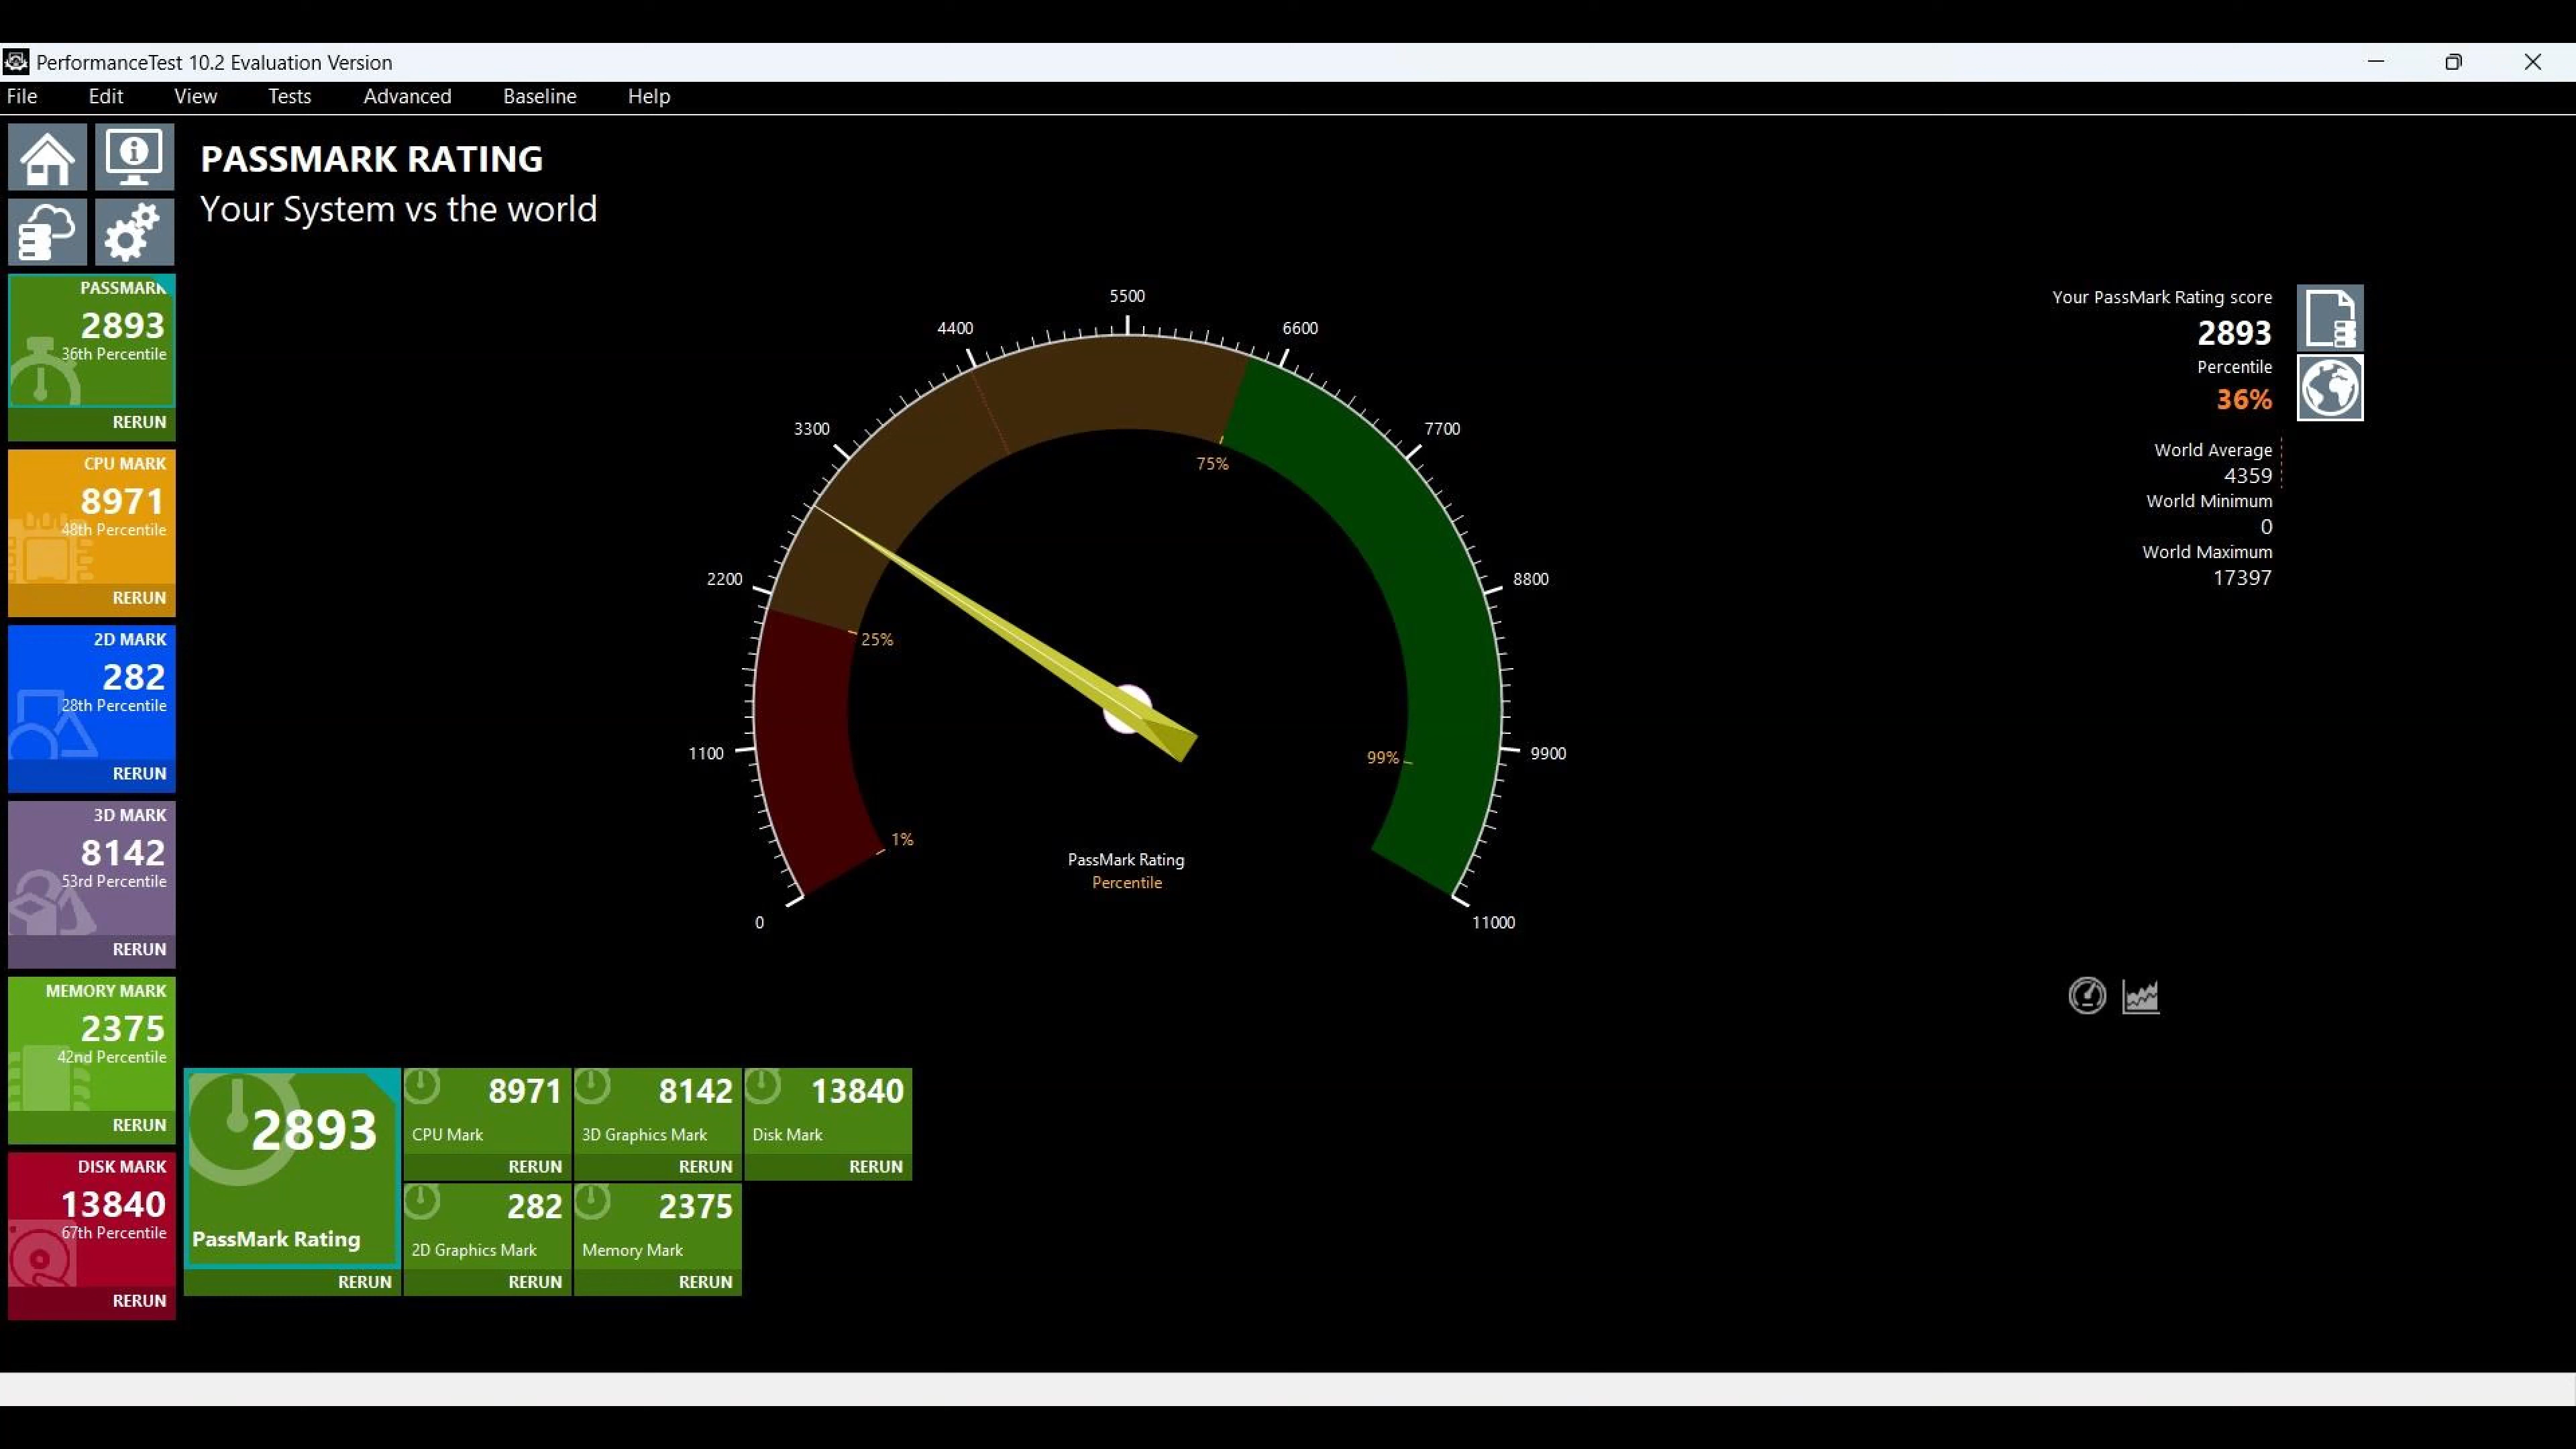 PerformanceTest 10.2 Evaluation Version
File Edit View Tests Advanced Baseline Help
PASSMARK RATING
Your System vs the world
PASSMARK
2893
36th Percentile
RERUN
CPU MARK
8971
48th Percentile
RERUN
2D MARK
282
28th Percentile
RERUN
3D MARK
8142
53rd Percentile
RERUN
MEMORY MARK
2375
42nd Percentile
RERUN
DISK MARK
13840
67th Percentile
RERUN
0
1100
2200
3300
4400
5500
6600
7700
8800
9900
11000
1%
25%
75%
99%
PassMark Rating
Percentile
Your PassMark Rating score
2893
Percentile
36%
World Average
4359
World Minimum
0
World Maximum
17397
2893
PassMark Rating
RERUN
8971
CPU Mark
RERUN
8142
3D Graphics Mark
RERUN
13840
Disk Mark
RERUN
282
2D Graphics Mark
RERUN
2375
Memory Mark
RERUN